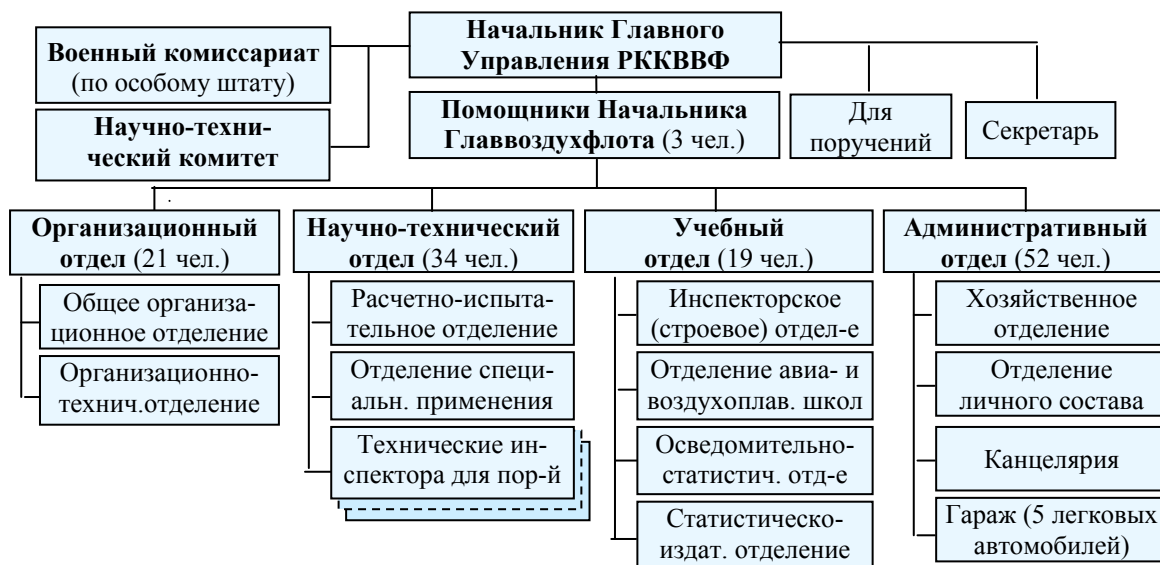 Начальник Главного
Управления РККВВФ
Военный комиссариат
(по особому штату)
Научно-техни-
ческий комитет
Помощники Начальника
Главвоздухфлота (3 чел.)
Для
поручений
Секретарь
Организационный
отдел (21 чел.)
Общее организа-
ционное отделение
Организационно-
технич.отделение
Научно-технический
отдел (34 чел.)
Расчетно-испыта-
тельное отделение
Отделение специ-
альн. применения
Технические ин-
спектора для пор-й
Учебный
отдел (19 чел.)
Инспекторское
(строевое) отдел-е
Отделение авиа- и
воздухоплав. школ
Осведомительно-
статистич. отд-е
Статистическо-
издат. отделение
Административный
отдел (52 чел.)
Хозяйственное
отделение
Отделение
личного состава
Канцелярия
Гараж (5 легковых
автомобилей)